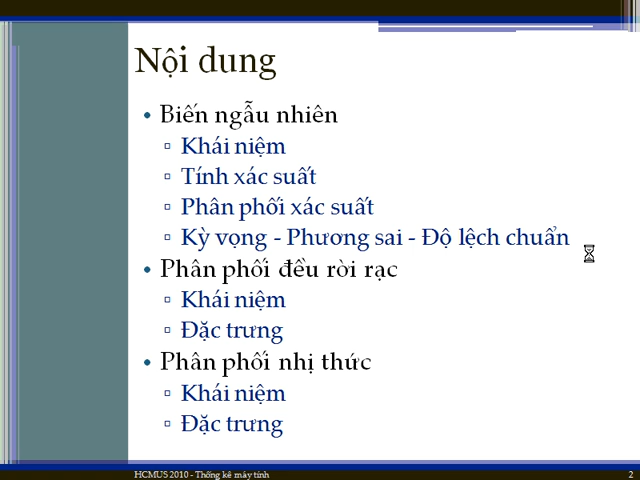 Nội dung
• Biến ngẫu nhiên
▫ Khái niệm
▫ Tính xác suất
▫ Phân phối xác suất
▫ Kỳ vọng - Phương sai - Độ lệch chuẩn
• Phân phối đều rời rạc
▫ Khái niệm
▫ Đặc trưng
• Phân phối nhị thức
▫ Khái niệm
▫ Đặc trưng
HCMUS 2010 - Thống kê máy tính
2